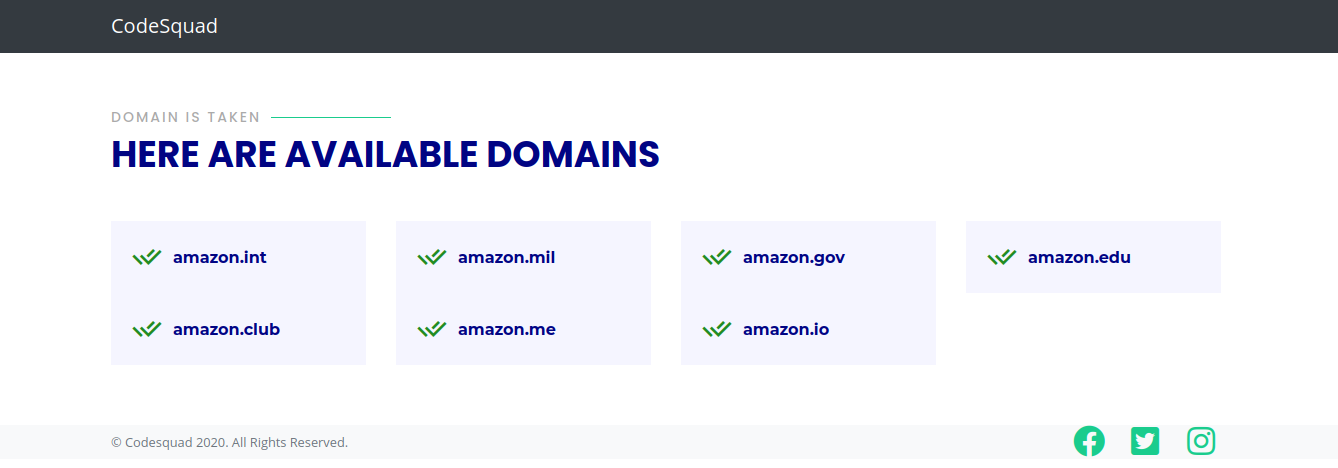 CodeSquad
DOMAIN IS TAKEN
HERE ARE AVAILABLE DOMAINS
amazon.int
amazon.mil
amazon.gov
amazon.edu
amazon.club
amazon.me
amazon.io
© Codesquad 2020. All Rights Reserved.